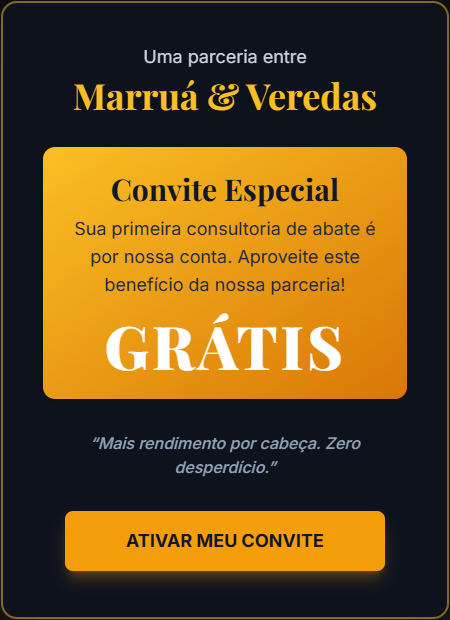 Uma parceria entre
Marruá & Veredas
Convite Especial
Sua primeira consultoria de abate é
por nossa conta. Aproveite este
benefício da nossa parceria!
GRÁTIS
“Mais rendimento por cabeça. Zero
desperdício.”
ATIVAR MEU CONVITE